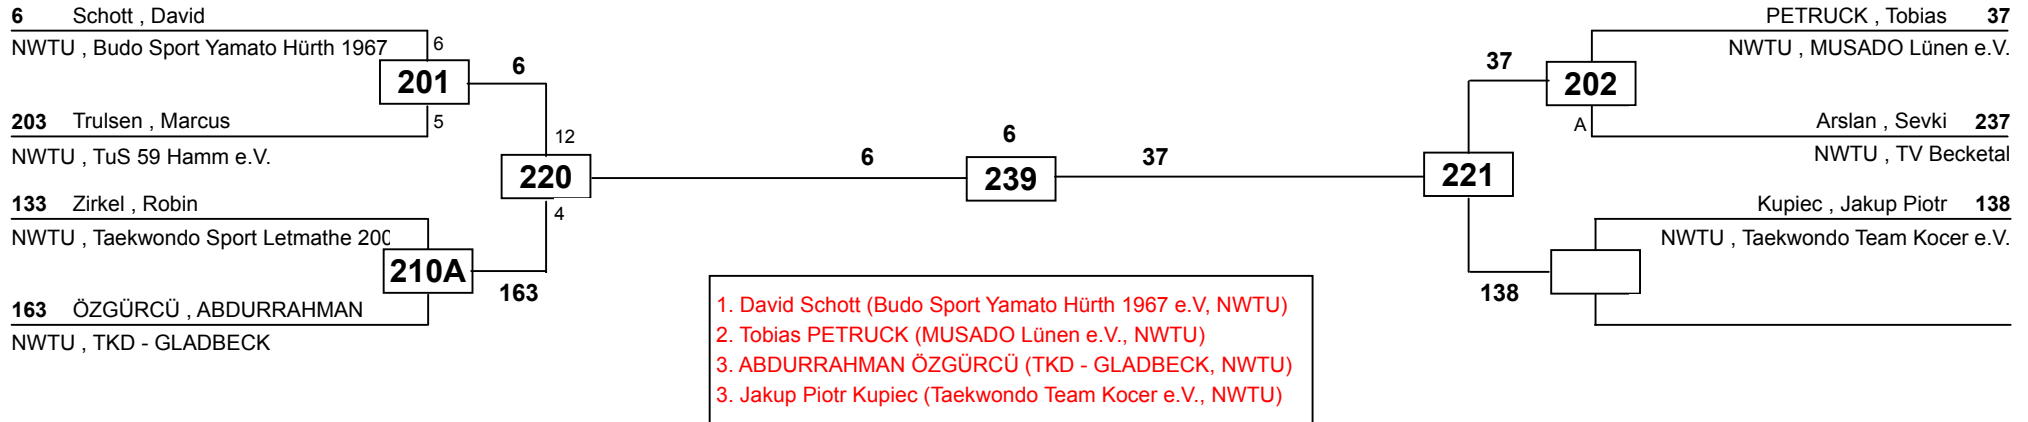 6 Schott , David
NWTU , Budo Sport Yamato Hürth 1967
6
201
6
203 Trulsen , Marcus
5
NWTU , TuS 59 Hamm e.V.
12
220
4
133 Zirkel , Robin
NWTU , Taekwondo Sport Letmathe 200
210A
163
163 ÖZGÜRCÜ , ABDURRAHMAN
NWTU , TKD - GLADBECK
6
6
239
37
PETRUCK , Tobias 37
NWTU , MUSADO Lünen e.V.
37
202
A
Arslan , Sevki 237
NWTU , TV Becketal
221
Kupiec , Jakup Piotr 138
NWTU , Taekwondo Team Kocer e.V.
138
1. David Schott (Budo Sport Yamato Hürth 1967 e.V, NWTU)
2. Tobias PETRUCK (MUSADO Lünen e.V., NWTU)
3. ABDURRAHMAN ÖZGÜRCÜ (TKD - GLADBECK, NWTU)
3. Jakup Piotr Kupiec (Taekwondo Team Kocer e.V., NWTU)